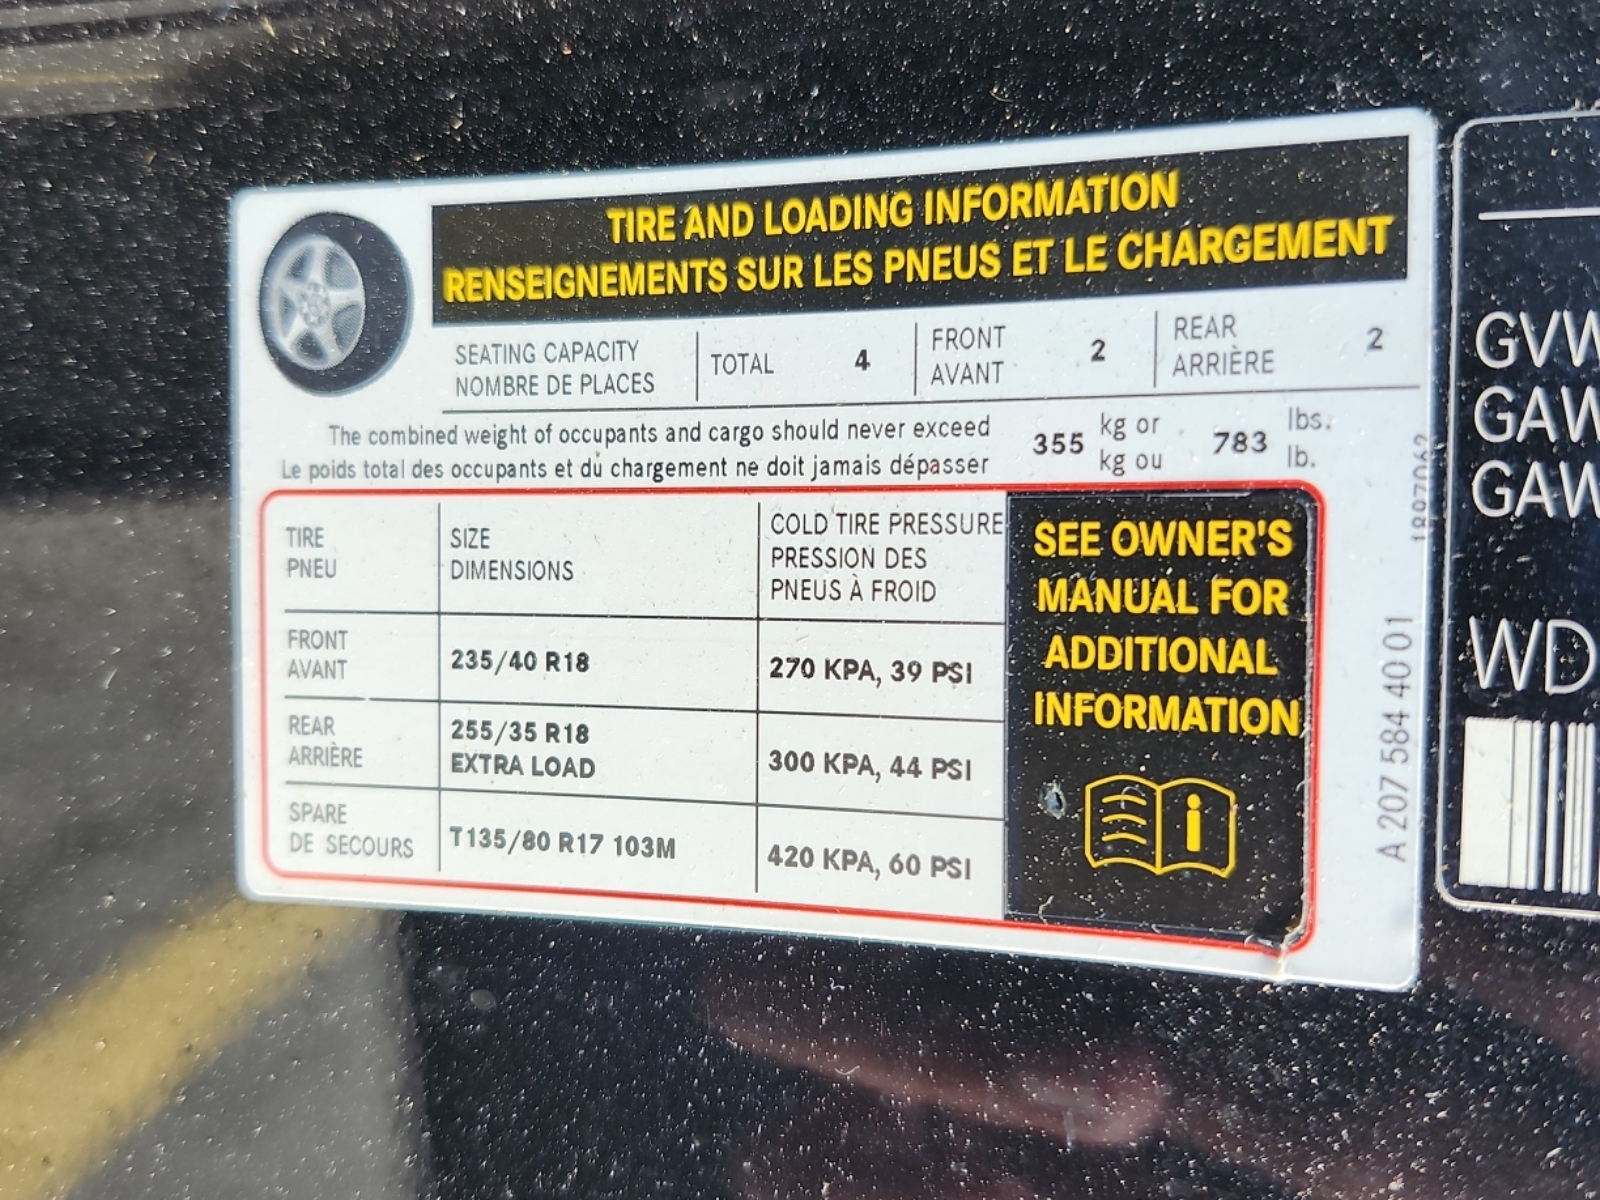 TIRE AND LOADING INFORMATION
RENSEIGNEMENTS SUR LES PNEUS ET LE CHARGEMENT
SEATING CAPACITY
NOMBRE DE PLACES
TOTAL 4
FRONT
AVANT
2
REAR
ARRIÈRE
2
The combined weight of occupants and cargo should never exceed
Le poids total des occupants et du chargement ne doit jamais dépasser
355
kg or
kg ou
783
lbs.
lb.
TIRE
PNEU
SIZE
DIMENSIONS
COLD TIRE PRESSURE
PRESSION DES
PNEUS À FROID
FRONT
AVANT
235/40 R18
270 KPA, 39 PSI
REAR
ARRIÈRE
255/35 R18
EXTRA LOAD
300 KPA, 44 PSI
SPARE
DE SECOURS
T135/80 R17 103M
420 KPA, 60 PSI
SEE OWNER'S
MANUAL FOR
ADDITIONAL
INFORMATION
i
A 207 584 40 01
GVW
GAW
GAW
WD